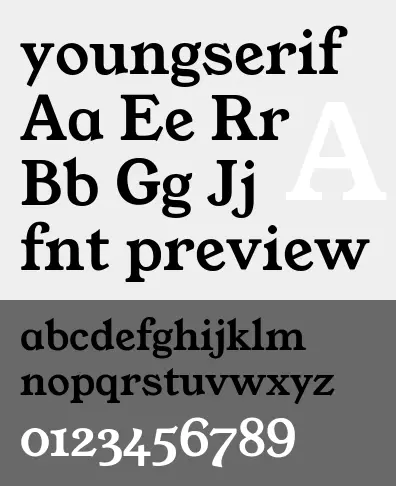 youngserif
Aa Ee Rr
A
Bb Gg Jj
fnt preview
abcdefghijklm
nopqrstuvwxyz
0123456789